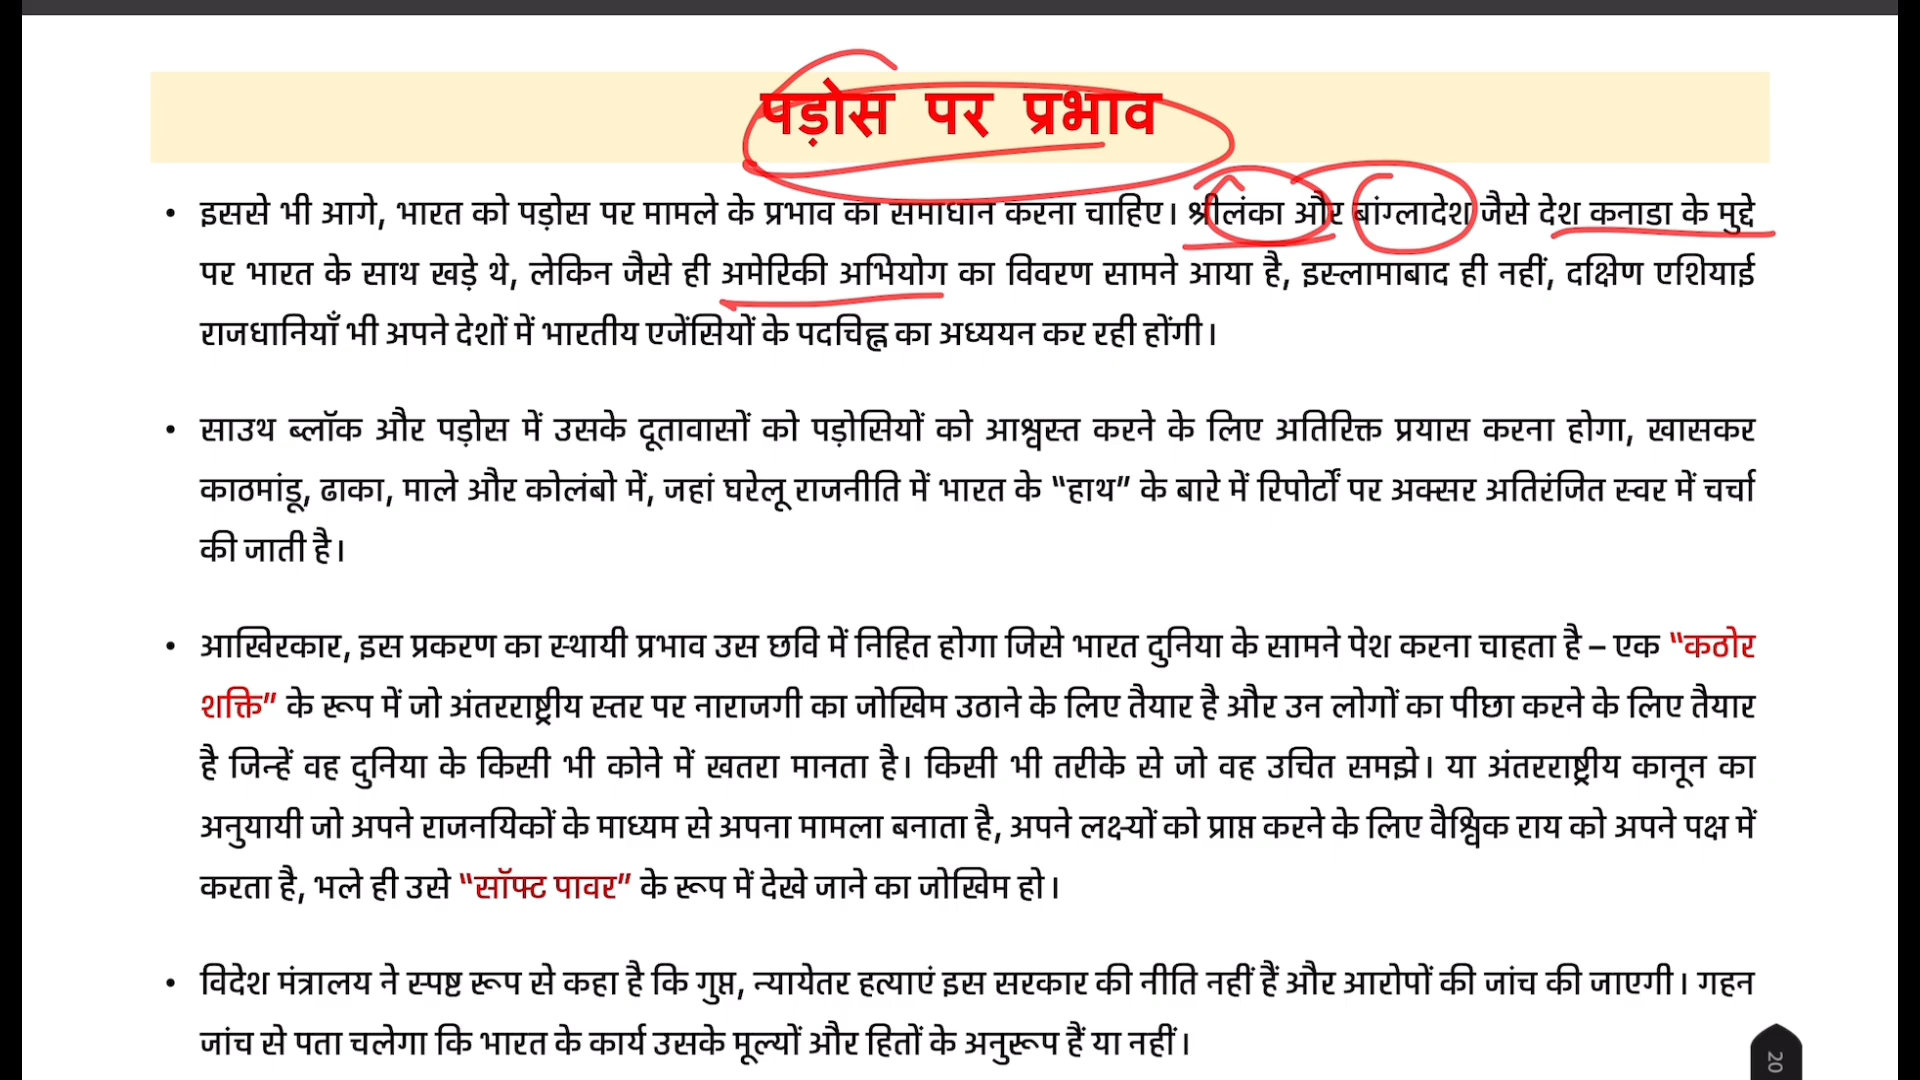 पड़ोस पर प्रभाव
• इससे भी आगे, भारत को पड़ोस पर मामले के प्रभाव का समाधान करना चाहिए। श्रीलंका और बांग्लादेश जैसे देश कनाडा के मुद्दे
पर भारत के साथ खड़े थे, लेकिन जैसे ही अमेरिकी अभियोग का विवरण सामने आया है, इस्लामाबाद ही नहीं, दक्षिण एशियाई
राजधानियाँ भी अपने देशों में भारतीय एजेंसियों के पदचिह्न का अध्ययन कर रही होंगी।
• साउथ ब्लॉक और पड़ोस में उसके दूतावासों को पड़ोसियों को आश्वस्त करने के लिए अतिरिक्त प्रयास करना होगा, खासकर
काठमांडू, ढाका, माले और कोलंबो में, जहां घरेलू राजनीति में भारत के “हाथ” के बारे में रिपोर्टों पर अक्सर अतिरंजित स्वर में चर्चा
की जाती है।
• आखिरकार, इस प्रकरण का स्थायी प्रभाव उस छवि में निहित होगा जिसे भारत दुनिया के सामने पेश करना चाहता है – एक “कठोर
शक्ति” के रूप में जो अंतरराष्ट्रीय स्तर पर नाराजगी का जोखिम उठाने के लिए तैयार है और उन लोगों का पीछा करने के लिए तैयार
है जिन्हें वह दुनिया के किसी भी कोने में खतरा मानता है। किसी भी तरीके से जो वह उचित समझे। या अंतरराष्ट्रीय कानून का
अनुयायी जो अपने राजनयिकों के माध्यम से अपना मामला बनाता है, अपने लक्ष्यों को प्राप्त करने के लिए वैश्विक राय को अपने पक्ष में
करता है, भले ही उसे “सॉफ्ट पावर” के रूप में देखे जाने का जोखिम हो।
• विदेश मंत्रालय ने स्पष्ट रूप से कहा है कि गुप्त, न्यायेतर हत्याएं इस सरकार की नीति नहीं हैं और आरोपों की जांच की जाएगी। गहन
जांच से पता चलेगा कि भारत के कार्य उसके मूल्यों और हितों के अनुरूप हैं या नहीं।
20